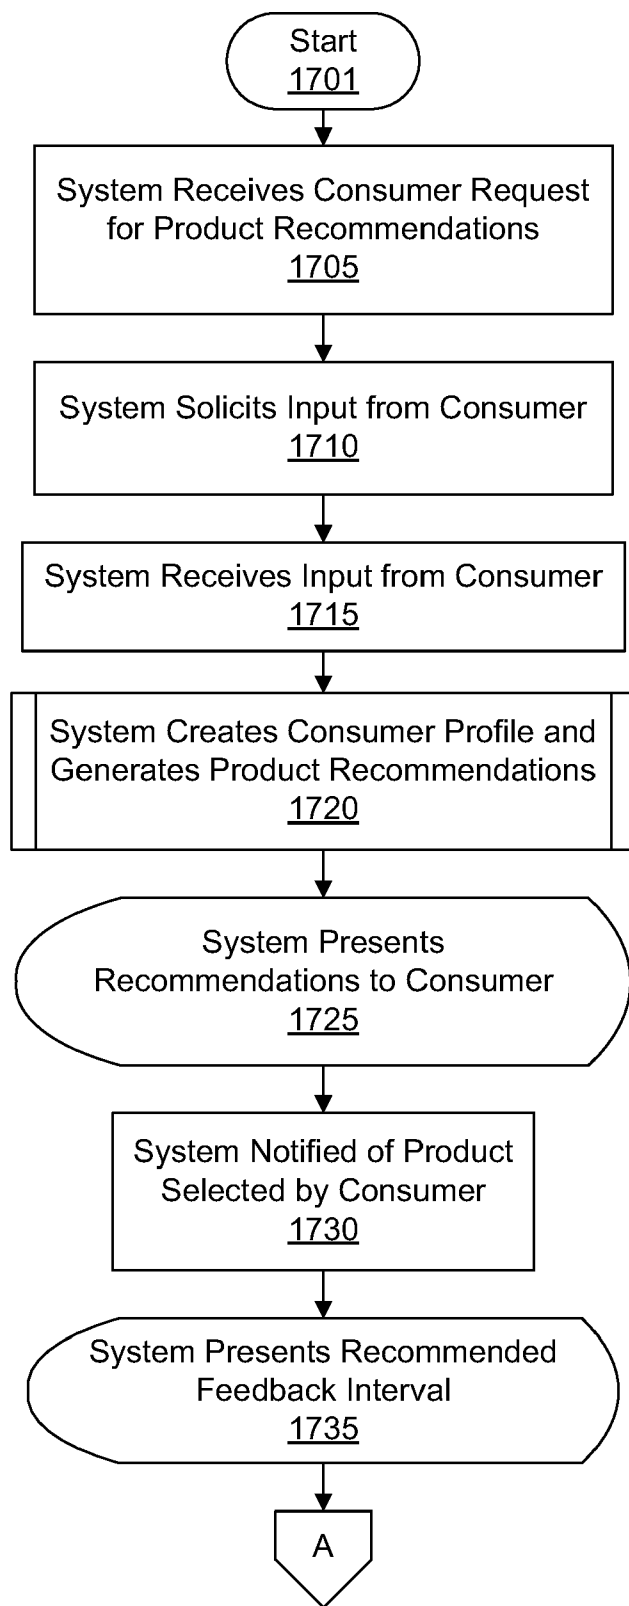 Start
1701
System Receives Consumer Request
for Product Recommendations
1705
System Solicits Input from Consumer
1710
System Receives Input from Consumer
1715
System Creates Consumer Profile and
Generates Product Recommendations
1720
System Presents
Recommendations to Consumer
1725
System Notified of Product
Selected by Consumer
1730
System Presents Recommended
Feedback Interval
1735
A